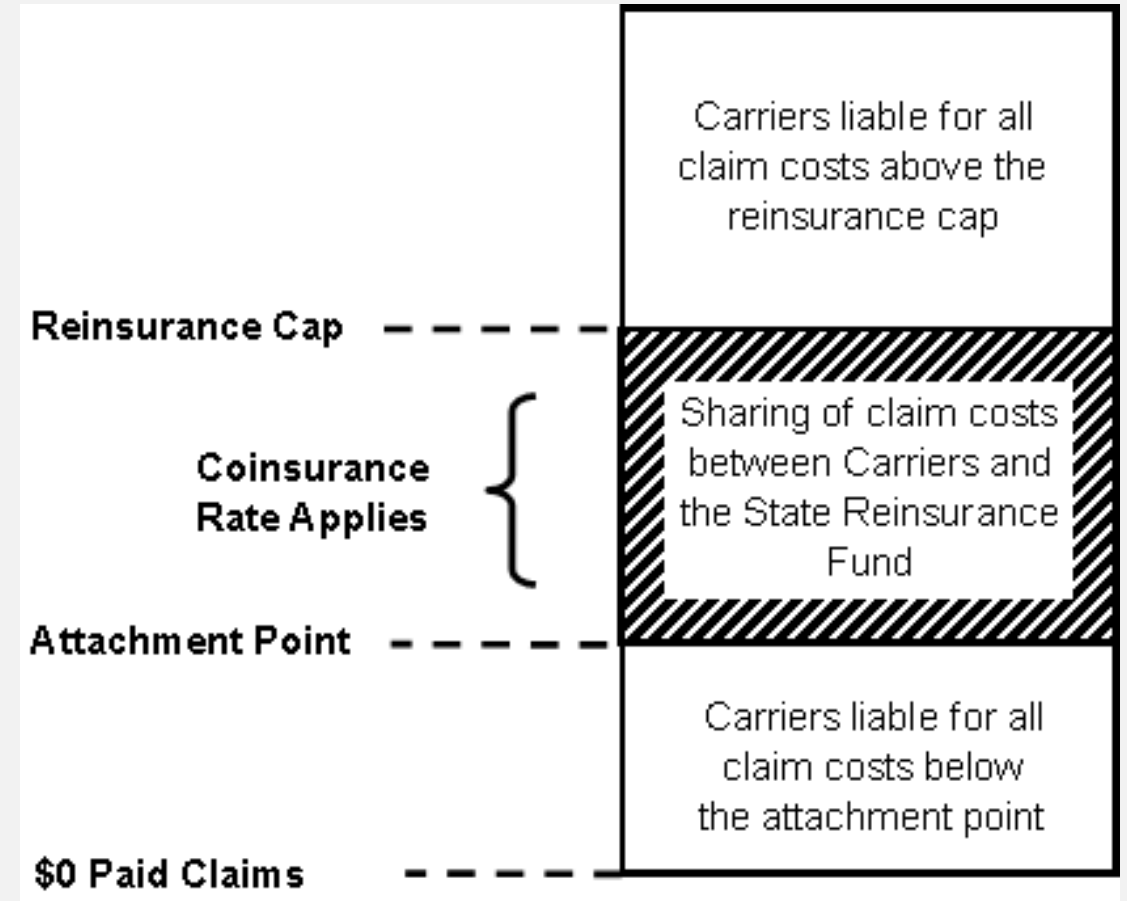 Carriers liable for all
claim costs above the
reinsurance cap
Reinsurance Cap
Sharing of claim costs
between Carriers and
the State Reinsurance
Fund
Coinsurance
Rate Applies
Attachment Point
Carriers liable for all
claim costs below
the attachment point
$0 Paid Claims